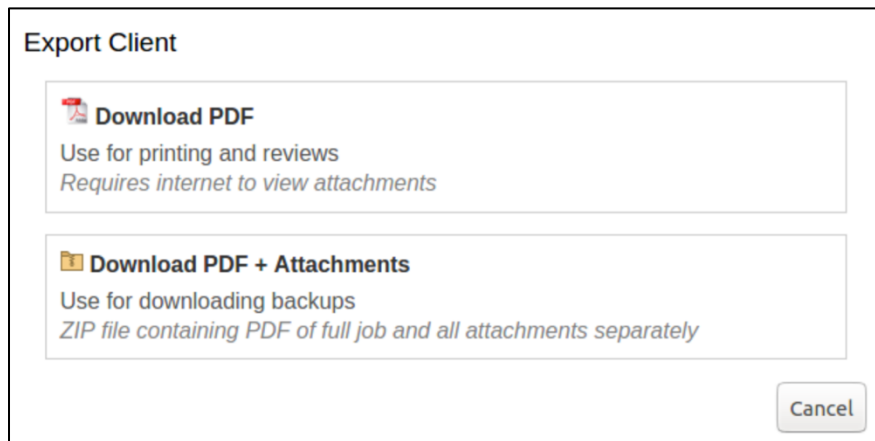 Export Client
Download PDF
Use for printing and reviews
Requires internet to view attachments
Download PDF + Attachments
Use for downloading backups
ZIP file containing PDF of full job and all attachments separately
Cancel